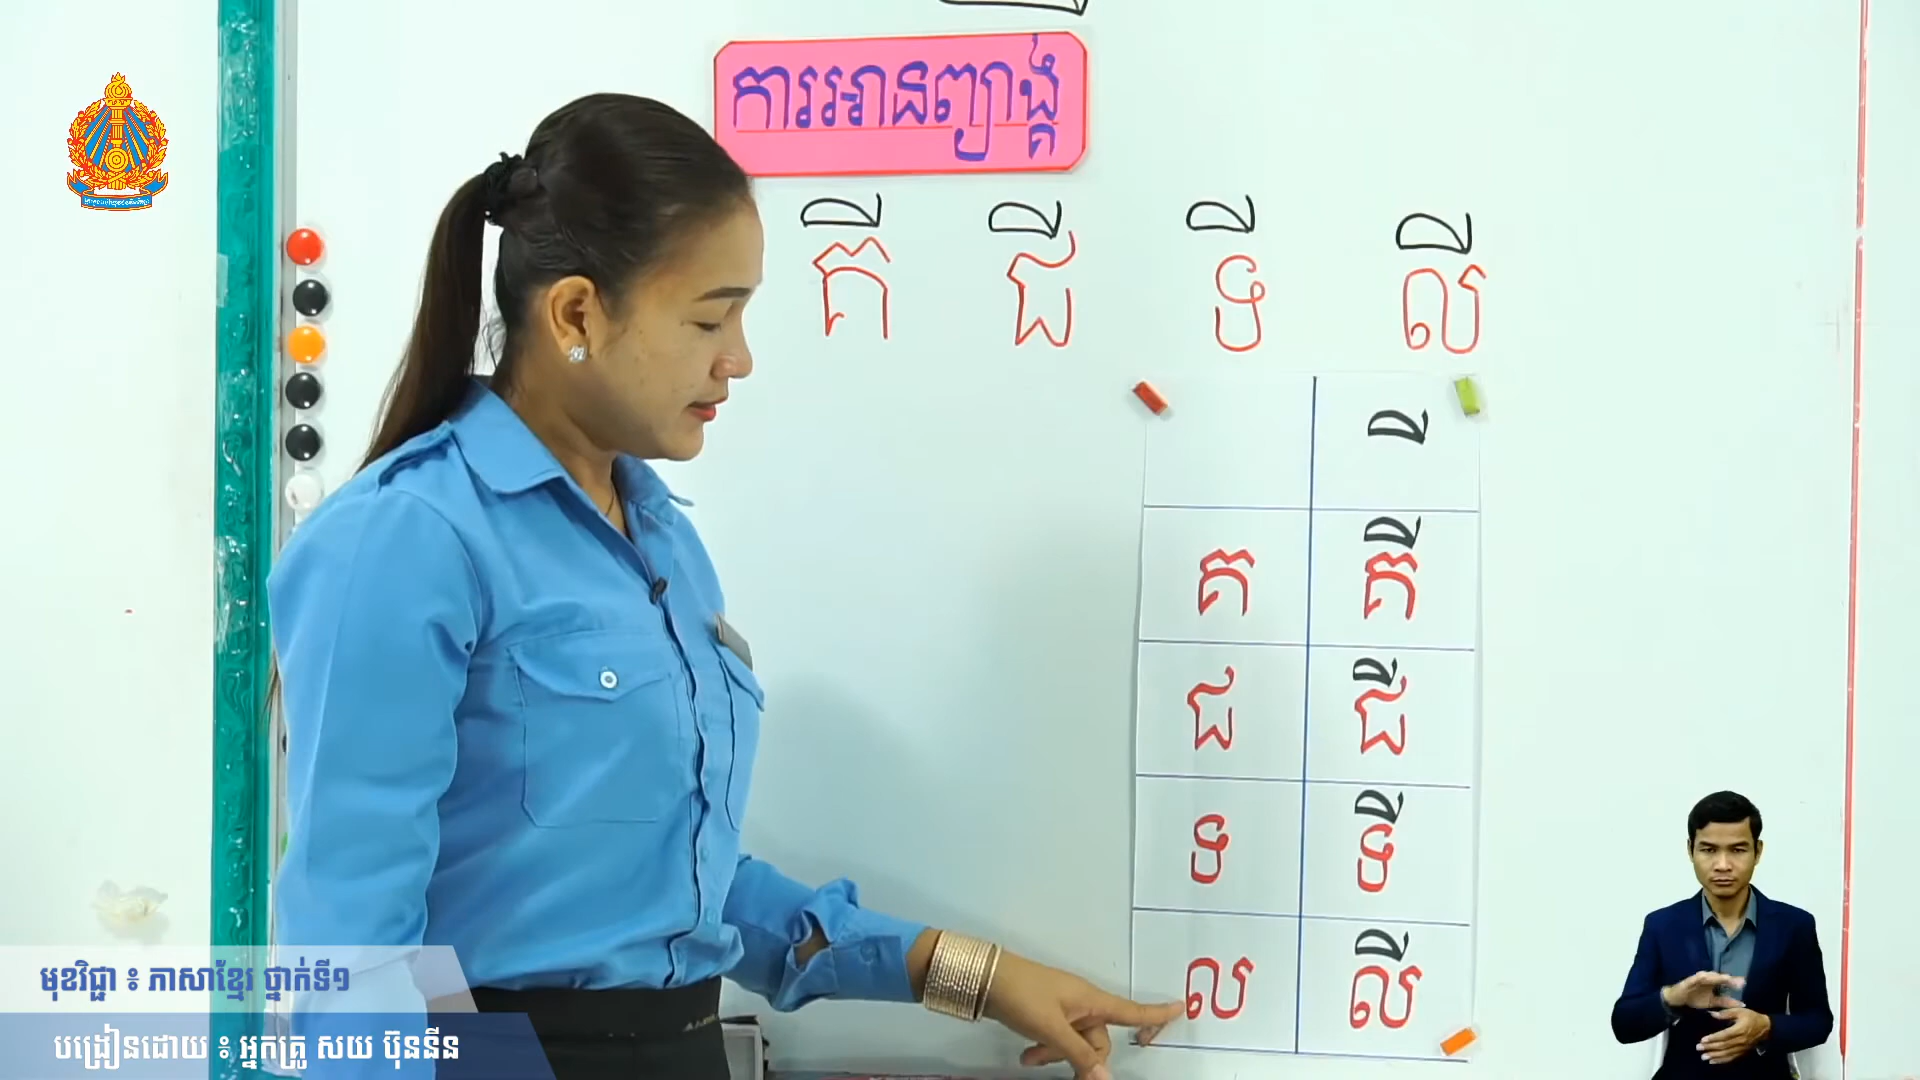 ការអានព្យាង្គ
គី ជី ទី លី
ី
គ គី
ជ ជី
ទ ទី
ល លី
មុខវិជ្ជា ៖ ភាសាខ្មែរ ថ្នាក់ទី១
បង្រៀនដោយ ៖ អ្នកគ្រូ សយ ប៊ុននីន